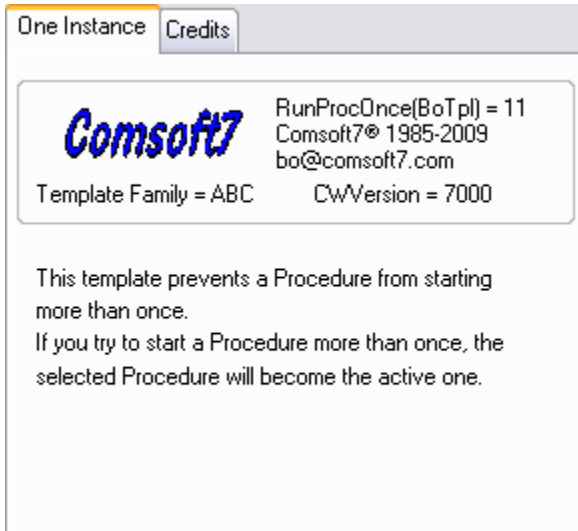 One Instance
Credits
Comsoft7
RunProcOnce(BoTpl) = 11
Comsoft7® 1985-2009
bo@comsoft7.com
Template Family = ABC
CwVersion = 7000
This template prevents a Procedure from starting
more than once.
If you try to start a Procedure more than once, the
selected Procedure will become the active one.